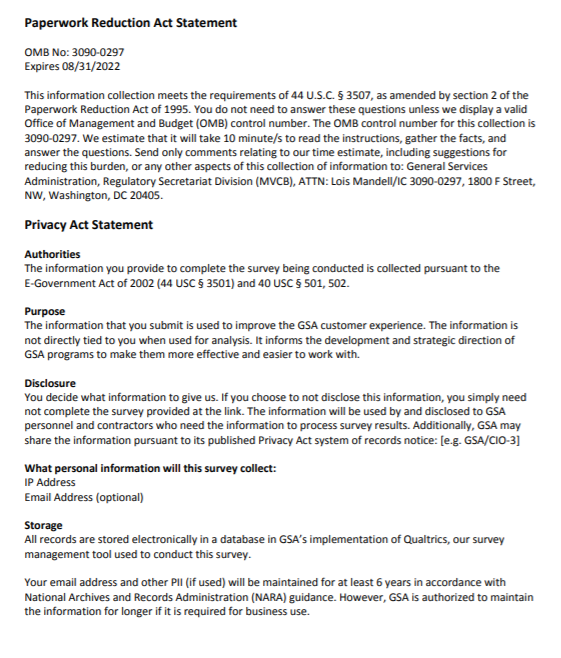 Paperwork Reduction Act Statement
OMB No: 3090-0297
Expires 08/31/2022
This information collection meets the requirements of 44 U.S.C. § 3507, as amended by section 2 of the
Paperwork Reduction Act of 1995. You do not need to answer these questions unless we display a valid
Office of Management and Budget (OMB) control number. The OMB control number for this collection is
3090-0297. We estimate that it will take 10 minute/s to read the instructions, gather the facts, and
answer the questions. Send only comments relating to our time estimate, including suggestions for
reducing this burden, or any other aspects of this collection of information to: General Services
Administration, Regulatory Secretariat Division (MVCB), ATTN: Lois Mandell/IC 3090-0297, 1800 F Street,
NW, Washington, DC 20405.
Privacy Act Statement
Authorities
The information you provide to complete the survey being conducted is collected pursuant to the
E-Government Act of 2002 (44 USC § 3501) and 40 USC § 501, 502.
Purpose
The information that you submit is used to improve the GSA customer experience. The information is
not directly tied to you when used for analysis. It informs the development and strategic direction of
GSA programs to make them more effective and easier to work with.
Disclosure
You decide what information to give us. If you choose to not disclose this information, you simply need
not complete the survey provided at the link. The information will be used by and disclosed to GSA
personnel and contractors who need the information to process survey results. Additionally, GSA may
share the information pursuant to its published Privacy Act system of records notice: [e.g. GSA/CIO-3]
What personal information will this survey collect:
IP Address
Email Address (optional)
Storage
All records are stored electronically in a database in GSA's implementation of Qualtrics, our survey
management tool used to conduct this survey.
Your email address and other PII (if used) will be maintained for at least 6 years in accordance with
National Archives and Records Administration (NARA) guidance. However, GSA is authorized to maintain
the information for longer if it is required for business use.